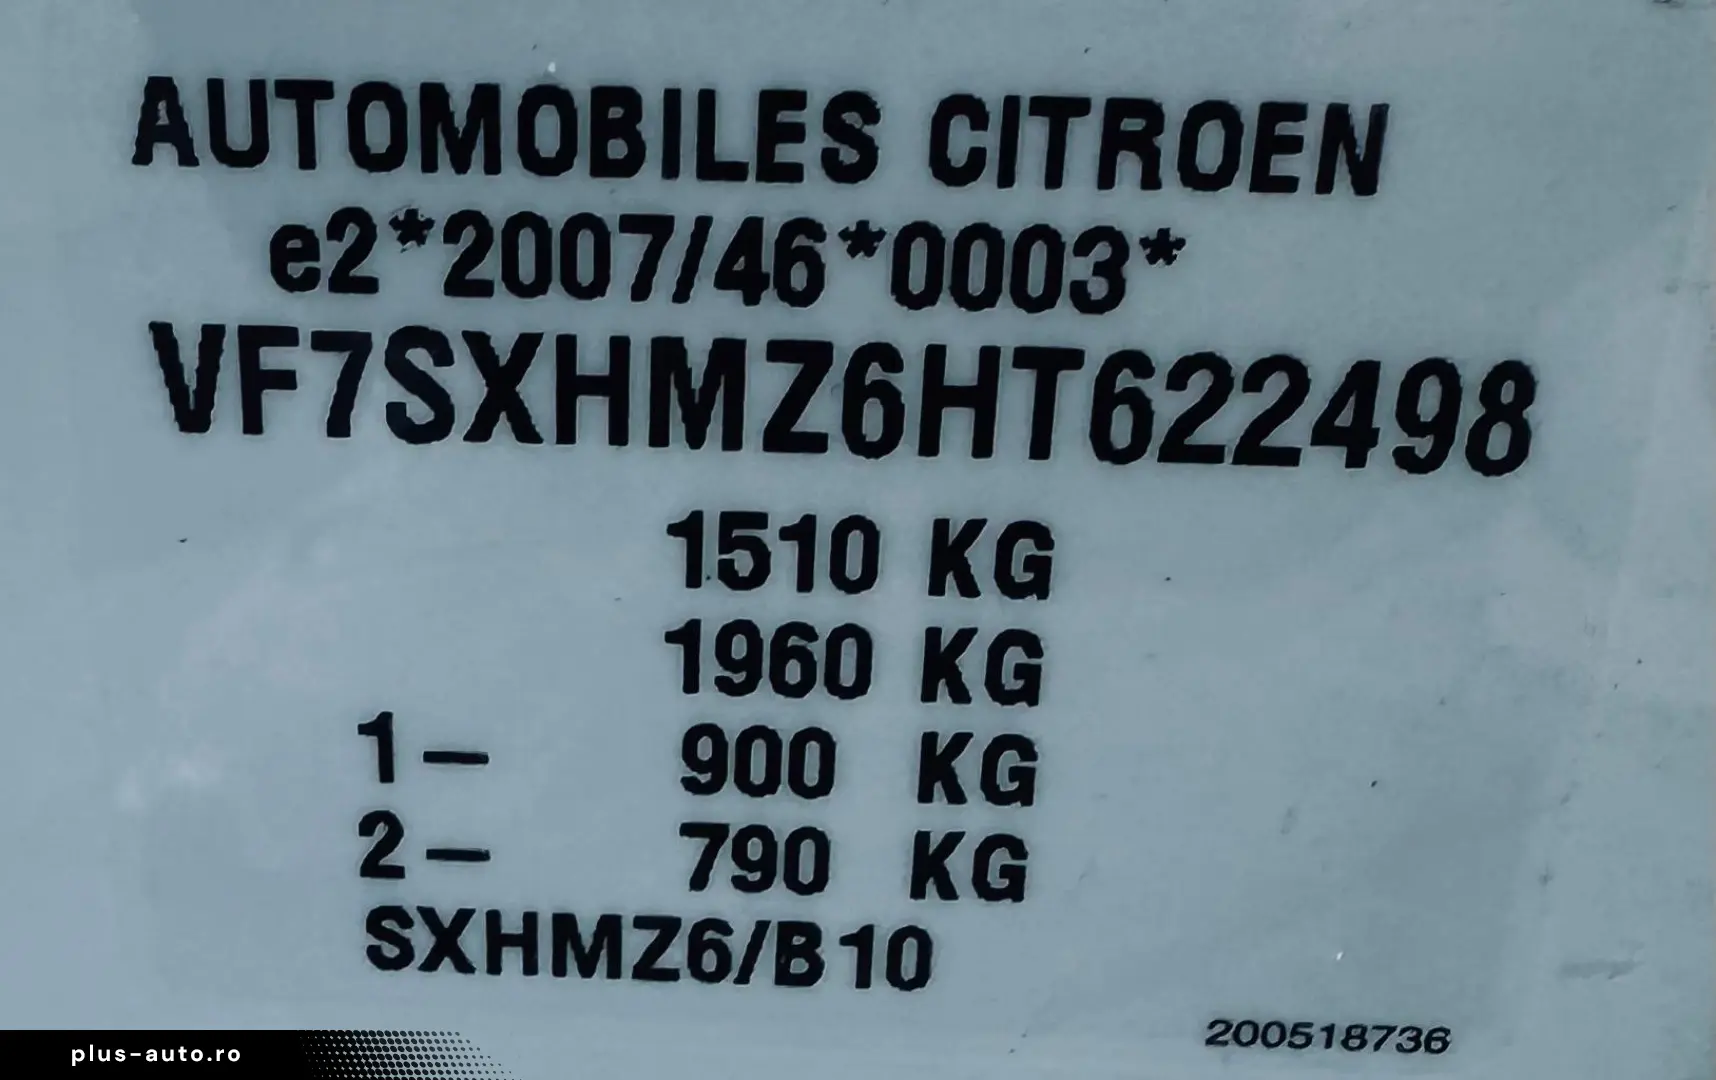 AUTOMOBILES CITROEN
e2*2007/46*0003*
VF7SXHMZ6HT622498
1510 KG
1960 KG
1- 900 KG
2- 790 KG
SXHMZ6/B10
200518736
plus-auto.ro